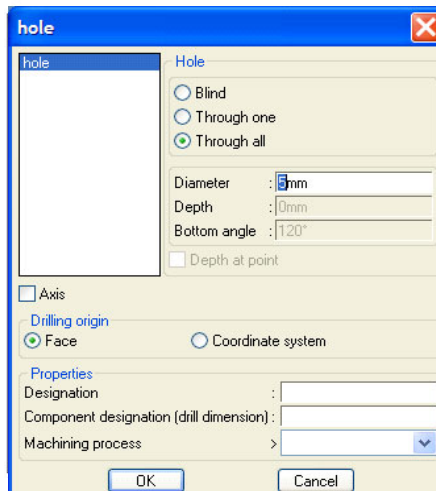 hole
hole
Hole
Blind
Through one
Through all
Diameter : 5mm
Depth : 0mm
Bottom angle : 120°
Depth at point
Axis
Drilling origin
Face Coordinate system
Properties
Designation :
Component designation (drill dimension) :
Machining process >
OK Cancel